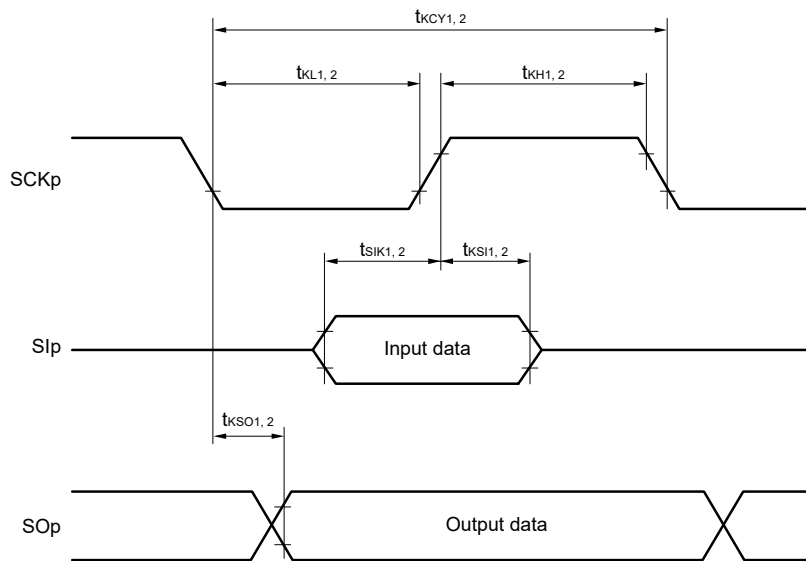 tKCY1, 2
tKL1, 2
tKH1, 2
SCKp
tSIK1, 2
tKSI1, 2
SIp
Input data
tKSO1, 2
SOp
Output data